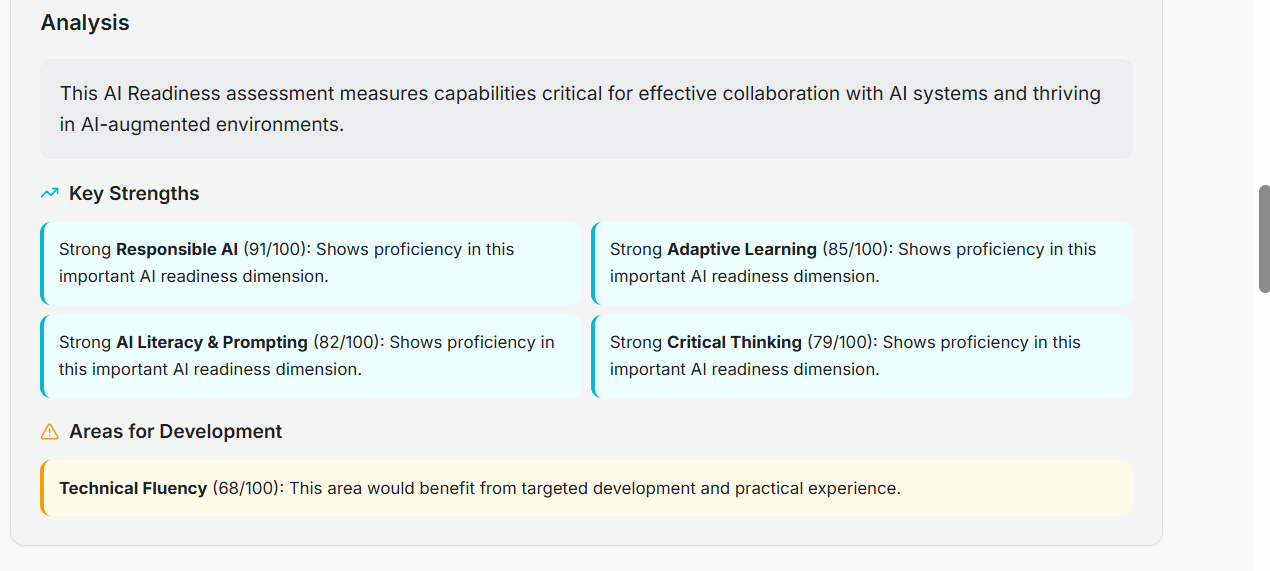 Analysis
This AI Readiness assessment measures capabilities critical for effective collaboration with AI systems and thriving
in AI-augmented environments.
Key Strengths
Strong Responsible AI (91/100): Shows proficiency in this
important AI readiness dimension.
Strong Adaptive Learning (85/100): Shows proficiency in this
important AI readiness dimension.
Strong AI Literacy & Prompting (82/100): Shows proficiency in
this important AI readiness dimension.
Strong Critical Thinking (79/100): Shows proficiency in this
important AI readiness dimension.
Areas for Development
Technical Fluency (68/100): This area would benefit from targeted development and practical experience.